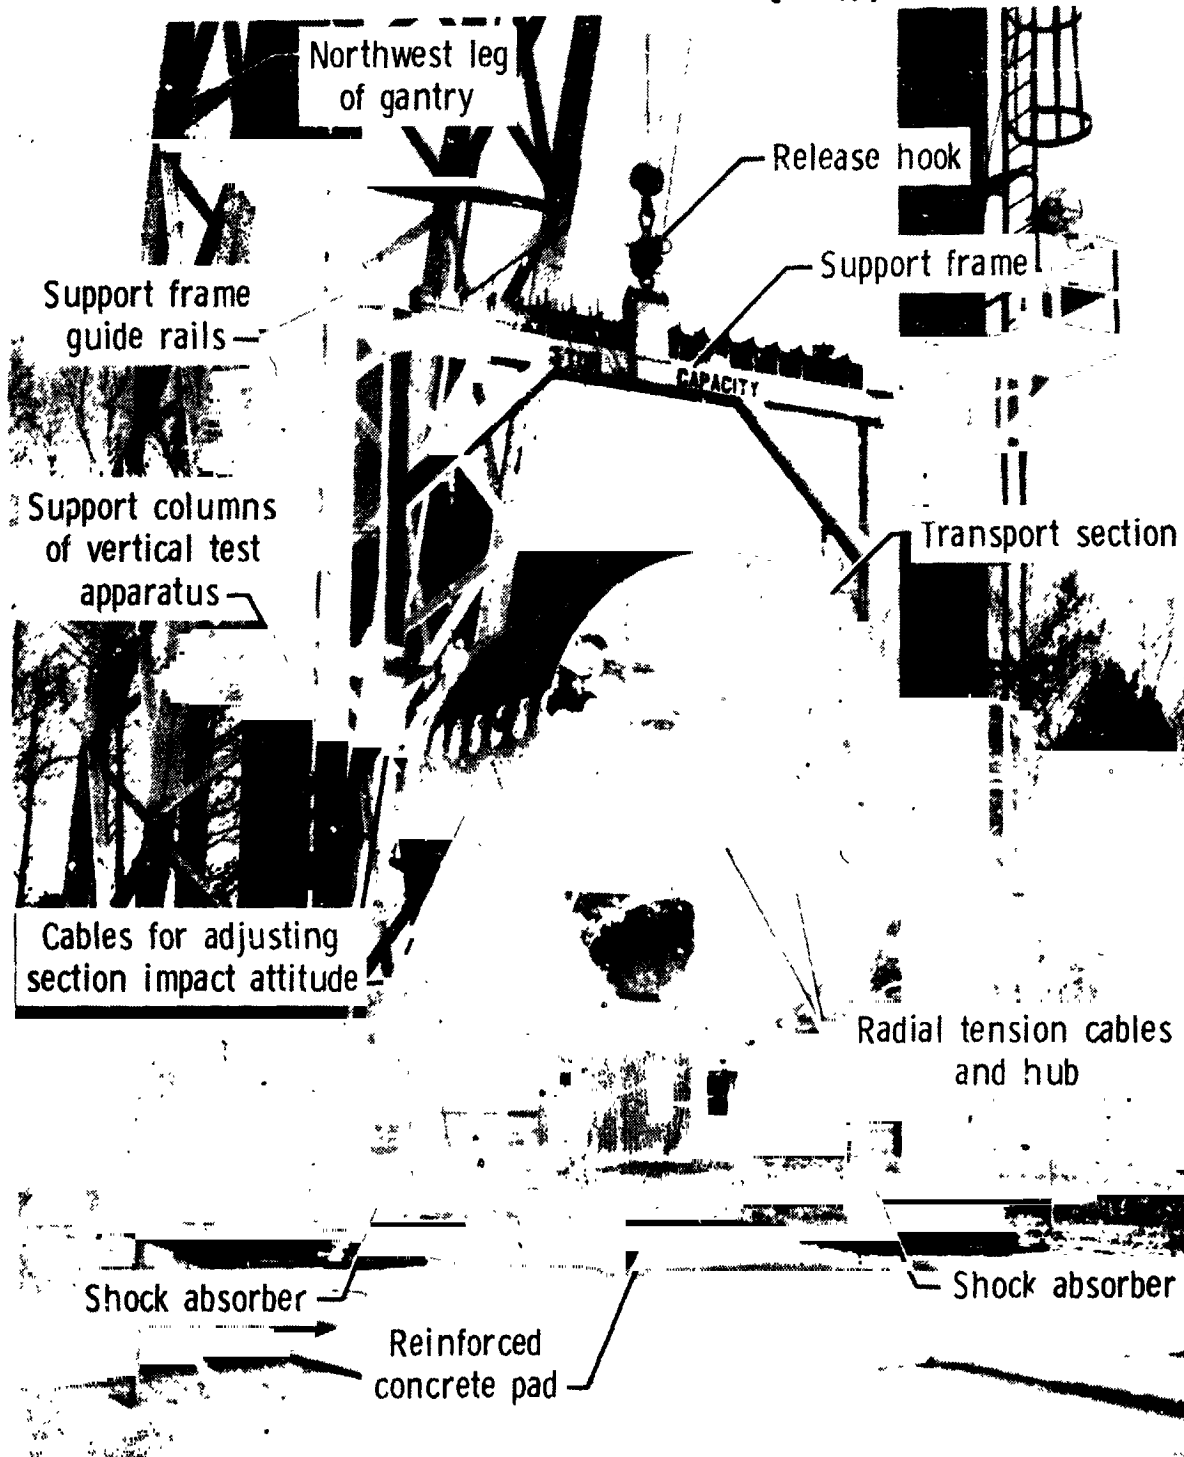 Northwest leg
of gantry
Release hook
Support frame
Support frame
guide rails
CAPACITY
Support columns
of vertical test
apparatus
Transport section
Cables for adjusting
section impact attitude
Radial tension cables
and hub
Shock absorber
Shock absorber
Reinforced
concrete pad